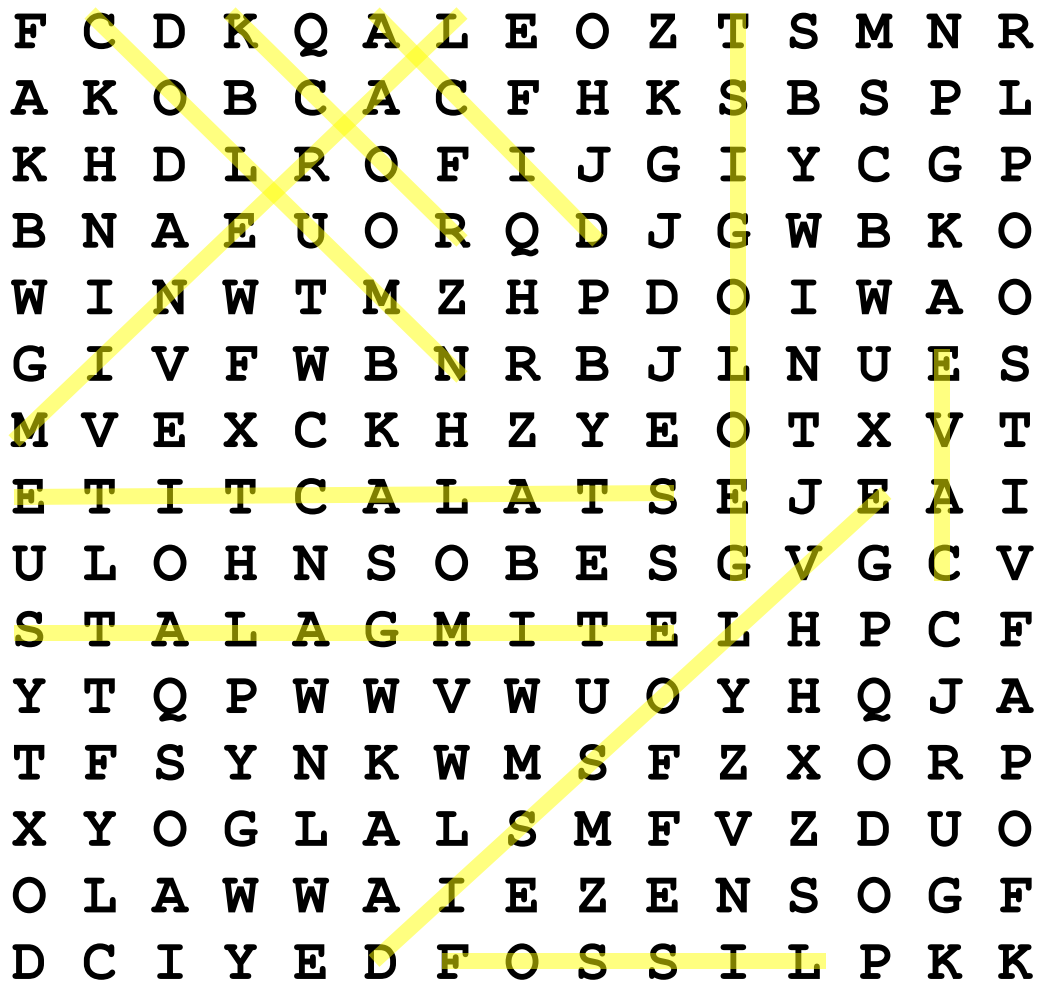 F C D K Q A L E O Z T S M N R
A K O B C A C F H K S B S P L
K H D L R O F I J G I Y C G P
B N A E U O R Q D J G W B K O
W I N W T M Z H P D O I W A O
G I V F W B N R B J L N U E S
M V E X C K H Z Y E O T X V T
E T I T C A L A T S E J E A I
U L O H N S O B E S G V G C V
S T A L A G M I T E L H P C F
Y T Q P W W V W U O Y H Q J A
T F S Y N K W M S F Z X O R P
X Y O G L A L S M F V Z D U O
O L A W W A I E Z E N S O G F
D C I Y E D F O S S I L P K K